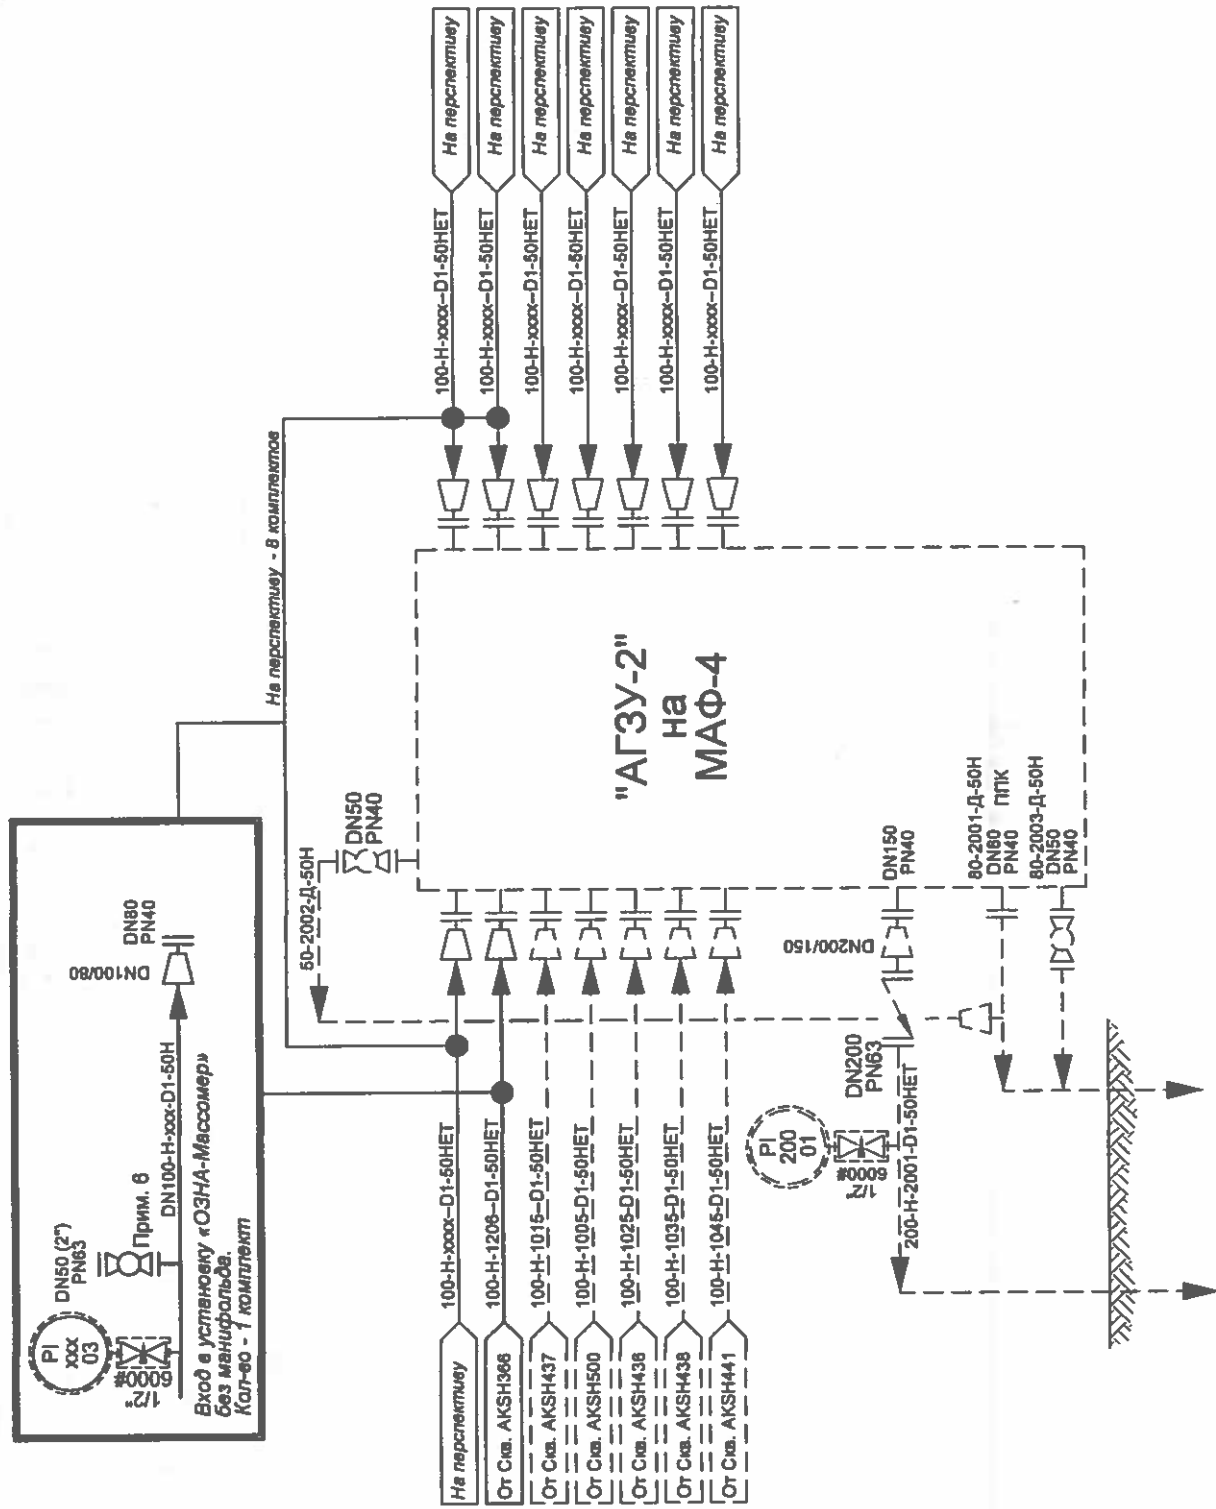 PI
xxx
03
1/2"
6000#
DN50 (2")
PN63
Прим. 6
DN100-Н-xxx-D1-50Н
DN100/80
DN80
PN40
Вход в установку «ОЗНА-Массомер»
без манифольда.
Кол-во - 1 комплект
На перспективу - 8 комплектов
50-2002-Д-50Н
DN50
PN40
На перспективу
100-Н-xxxx-D1-50НЕТ
От Скв. AKSH366
100-Н-1206-D1-50НЕТ
От Скв. AKSH437
100-Н-1015-D1-50НЕТ
От Скв. AKSH500
100-Н-1005-D1-50НЕТ
От Скв. AKSH436
100-Н-1025-D1-50НЕТ
От Скв. AKSH438
100-Н-1035-D1-50НЕТ
От Скв. AKSH441
100-Н-1045-D1-50НЕТ
"АГЗУ-2"
на
МАФ-4
100-Н-xxxx-D1-50НЕТ
На перспективу
100-Н-xxxx-D1-50НЕТ
На перспективу
100-Н-xxxx-D1-50НЕТ
На перспективу
100-Н-xxxx-D1-50НЕТ
На перспективу
100-Н-xxxx-D1-50НЕТ
На перспективу
100-Н-xxxx-D1-50НЕТ
На перспективу
100-Н-xxxx-D1-50НЕТ
На перспективу
PI
200
01
1/2"
6000#
DN200
PN63
DN200/150
DN150
PN40
200-Н-2001-D1-50НЕТ
80-2001-Д-50Н
DN80 ППК
PN40
80-2003-Д-50Н
DN50
PN40